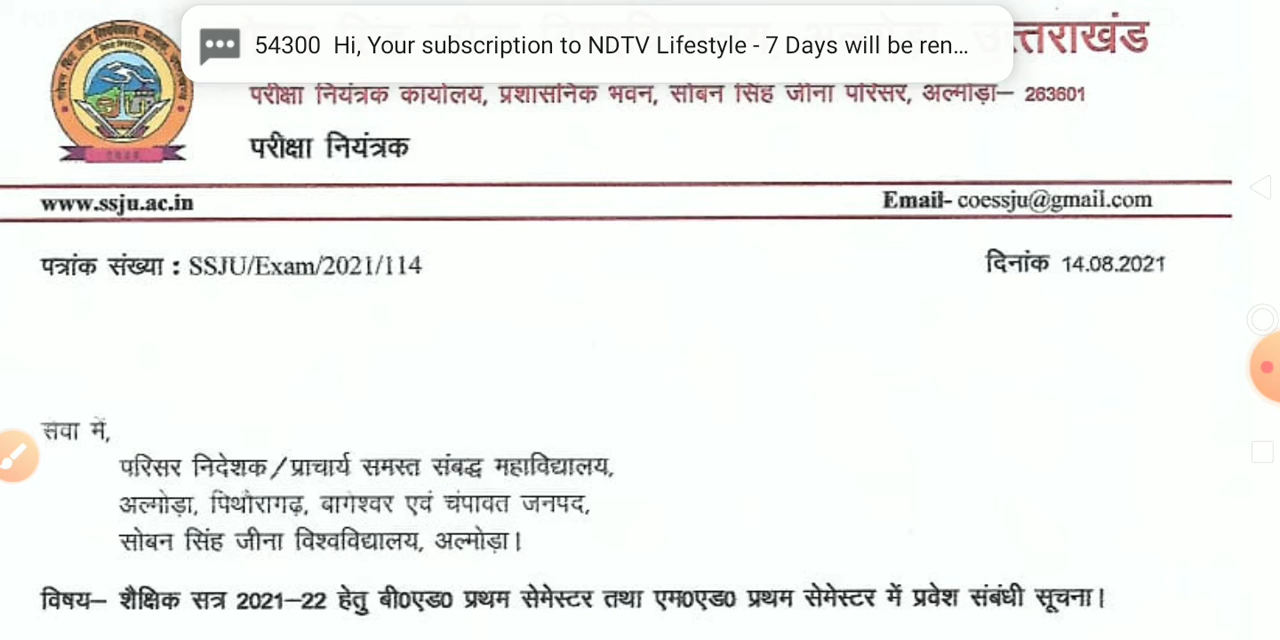 54300 Hi, Your subscription to NDTV Lifestyle - 7 Days will be ren...
उत्तराखंड
परीक्षा नियंत्रक कार्यालय, प्रशासनिक भवन, सोबन सिंह जीना परिसर, अल्मोड़ा– 263601
परीक्षा नियंत्रक
www.ssju.ac.in
Email- coessju@gmail.com
पत्रांक संख्या : SSJU/Exam/2021/114
दिनांक 14.08.2021
सेवा में,
परिसर निदेशक/प्राचार्य समस्त संबद्ध महाविद्यालय,
अल्मोड़ा, पिथौरागढ़, बागेश्वर एवं चंपावत जनपद,
सोबन सिंह जीना विश्वविद्यालय, अल्मोड़ा।
विषय– शैक्षिक सत्र 2021–22 हेतु बी0एड0 प्रथम सेमेस्टर तथा एम0एड0 प्रथम सेमेस्टर में प्रवेश संबंधी सूचना।